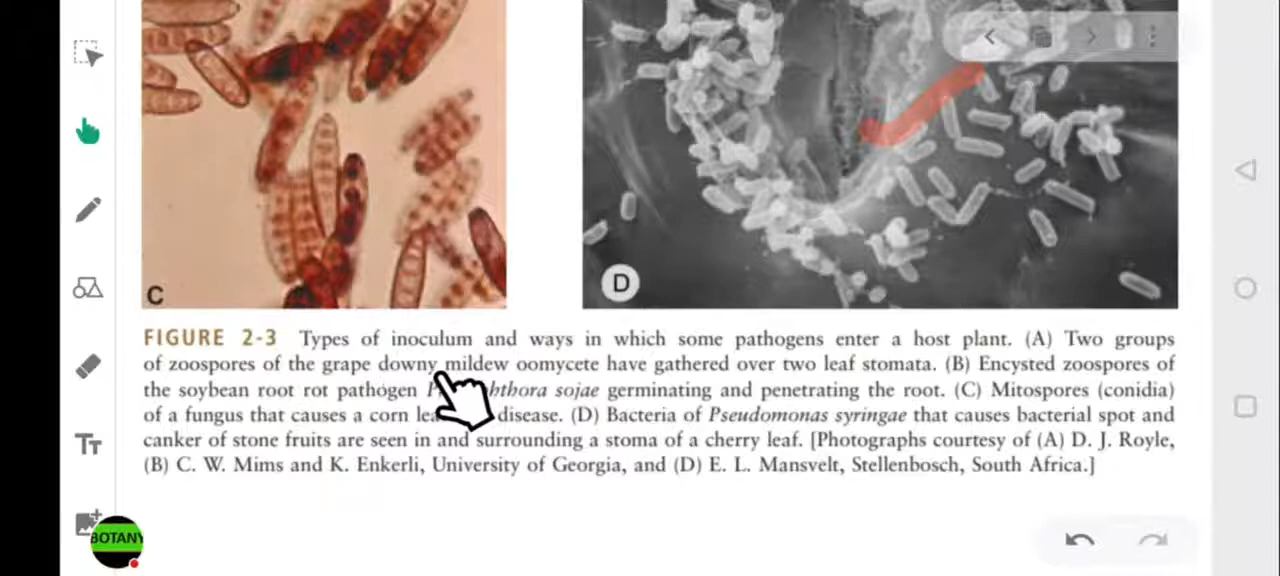 C
D
FIGURE 2-3 Types of inoculum and ways in which some pathogens enter a host plant. (A) Two groups
of zoospores of the grape downy mildew oomycete have gathered over two leaf stomata. (B) Encysted zoospores of
the soybean root rot pathogen sojae germinating and penetrating the root. (C) Mitospores (conidia)
of a fungus that causes a corn disease. (D) Bacteria of Pseudomonas syringae that causes bacterial spot and
canker of stone fruits are seen in and surrounding a stoma of a cherry leaf. [Photographs courtesy of (A) D. J. Royle,
(B) C. W. Mims and K. Enkerli, University of Georgia, and (D) E. L. Mansvelt, Stellenbosch, South Africa.]
Tт
BOTANY